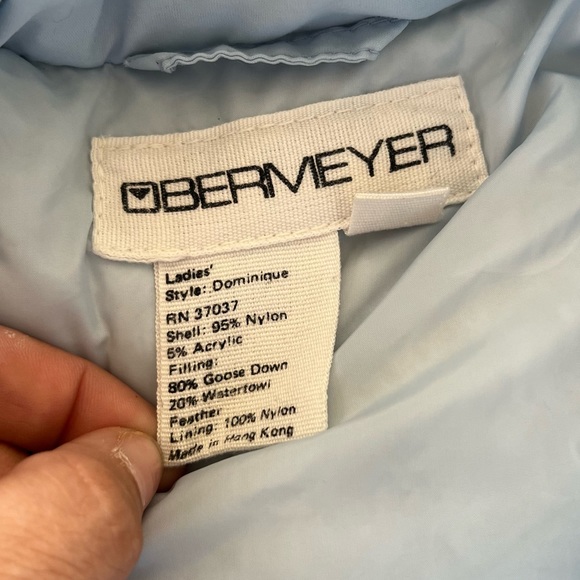 OBERMEYER
Ladies'
Style: Dominique
RN 37037
Shell: 95% Nylon
5% Acrylic
Filling:
80% Goose Down
20% Waterfowl
Feather
Lining: 100% Nylon
Made in Hong Kong